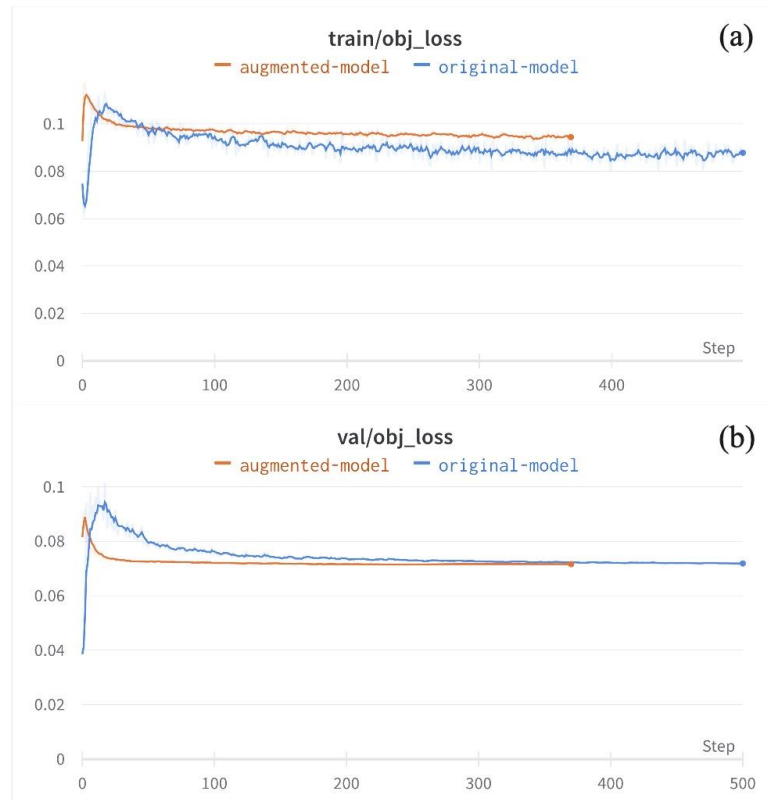 train/obj_loss
(a)
augmented-model original-model
0.1
0.08
0.06
0.04
0.02
0
Step
0 100 200 300 400
val/obj_loss
(b)
augmented-model original-model
0.1
0.08
0.06
0.04
0.02
0
Step
0 100 200 300 400 500